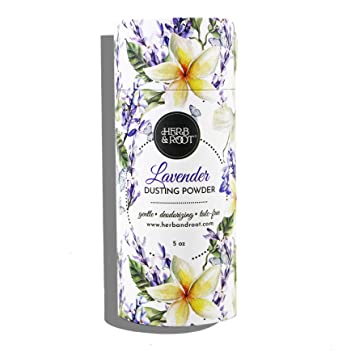 HERB
& ROOT
Lavender
DUSTING POWDER
gentle • deodorizing • talc-free
www.herbandroot.com
5 oz